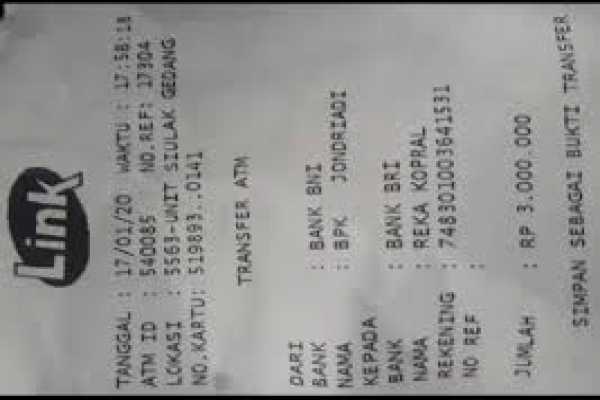 Link
TANGGAL : 17/01/20 WAKTU : 17:58:18
ATM ID : 540085 NO.REF: 17304
LOKASI : 5563-UNIT SIULAK GEDANG
NO.KARTU: 519893..0141
TRANSFER ATM
DARI
BANK : BANK BNI
NAMA : BPK JONDRIADI
KEPADA
BANK : BANK BRI
NAMA : REKA KOPRAL
REKENING : 748301003641531
NO REF :
JUMLAH : RP 3.000.000
SIMPAN SEBAGAI BUKTI TRANSFER